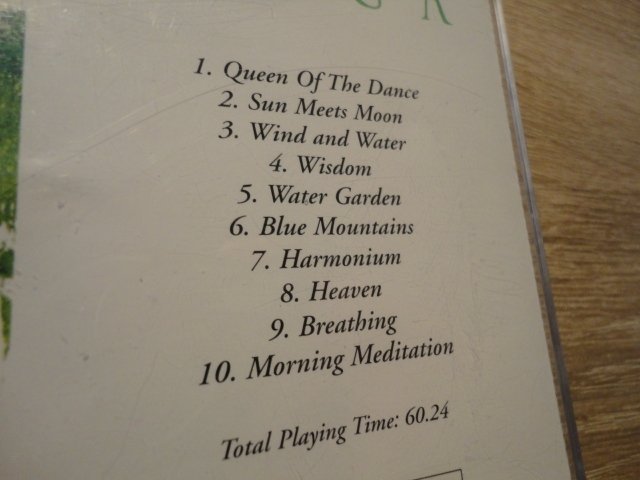 1. Queen Of The Dance
2. Sun Meets Moon
3. Wind and Water
4. Wisdom
5. Water Garden
6. Blue Mountains
7. Harmonium
8. Heaven
9. Breathing
10. Morning Meditation
Total Playing Time: 60.24